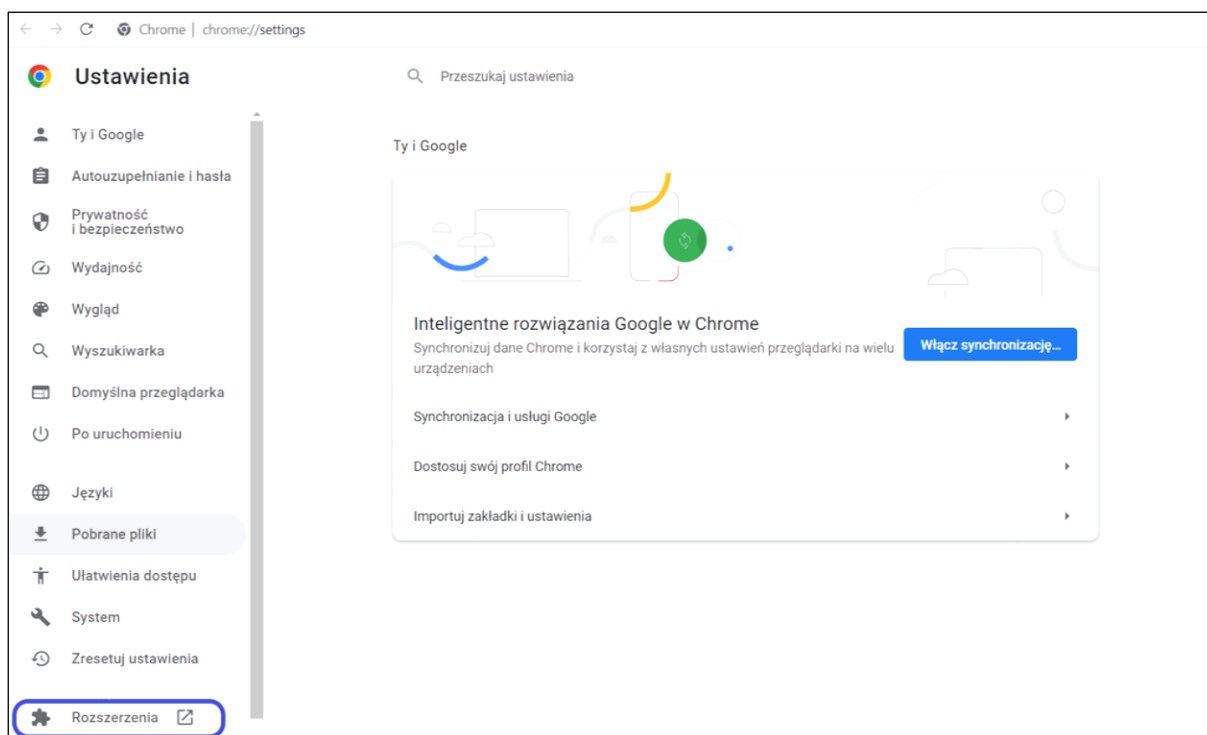 Chrome | chrome://settings
Ustawienia
Przeszukaj ustawienia
Ty i Google
Autouzupełnianie i hasła
Prywatność
i bezpieczeństwo
Wydajność
Wygląd
Wyszukiwarka
Domyślna przeglądarka
Po uruchomieniu
Języki
Pobrane pliki
Ułatwienia dostępu
System
Zresetuj ustawienia
Rozszerzenia
Ty i Google
Inteligentne rozwiązania Google w Chrome
Synchronizuj dane Chrome i korzystaj z własnych ustawień przeglądarki na wielu
urządzeniach
Włącz synchronizację...
Synchronizacja i usługi Google
Dostosuj swój profil Chrome
Importuj zakładki i ustawienia